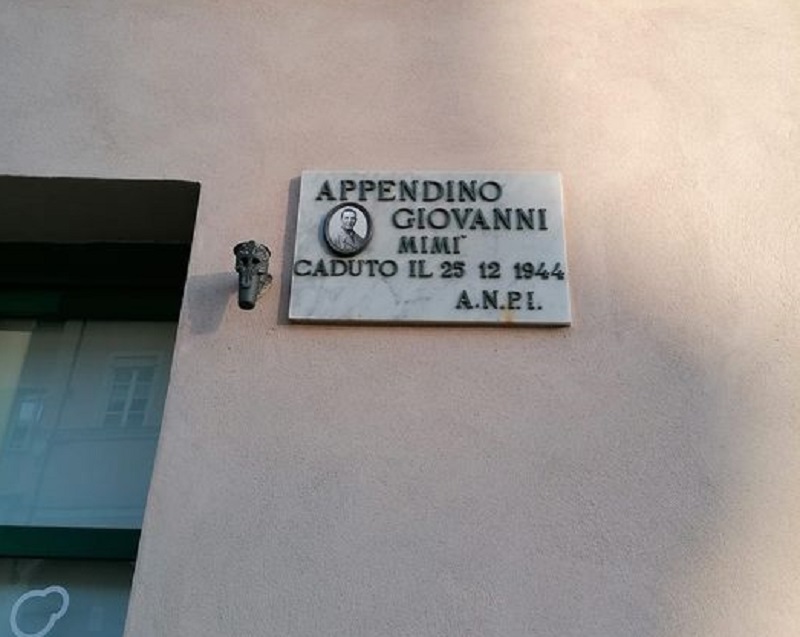 APPENDINO
GIOVANNI
MIMI'
CADUTO IL 25 12 1944
A.N.P.I.